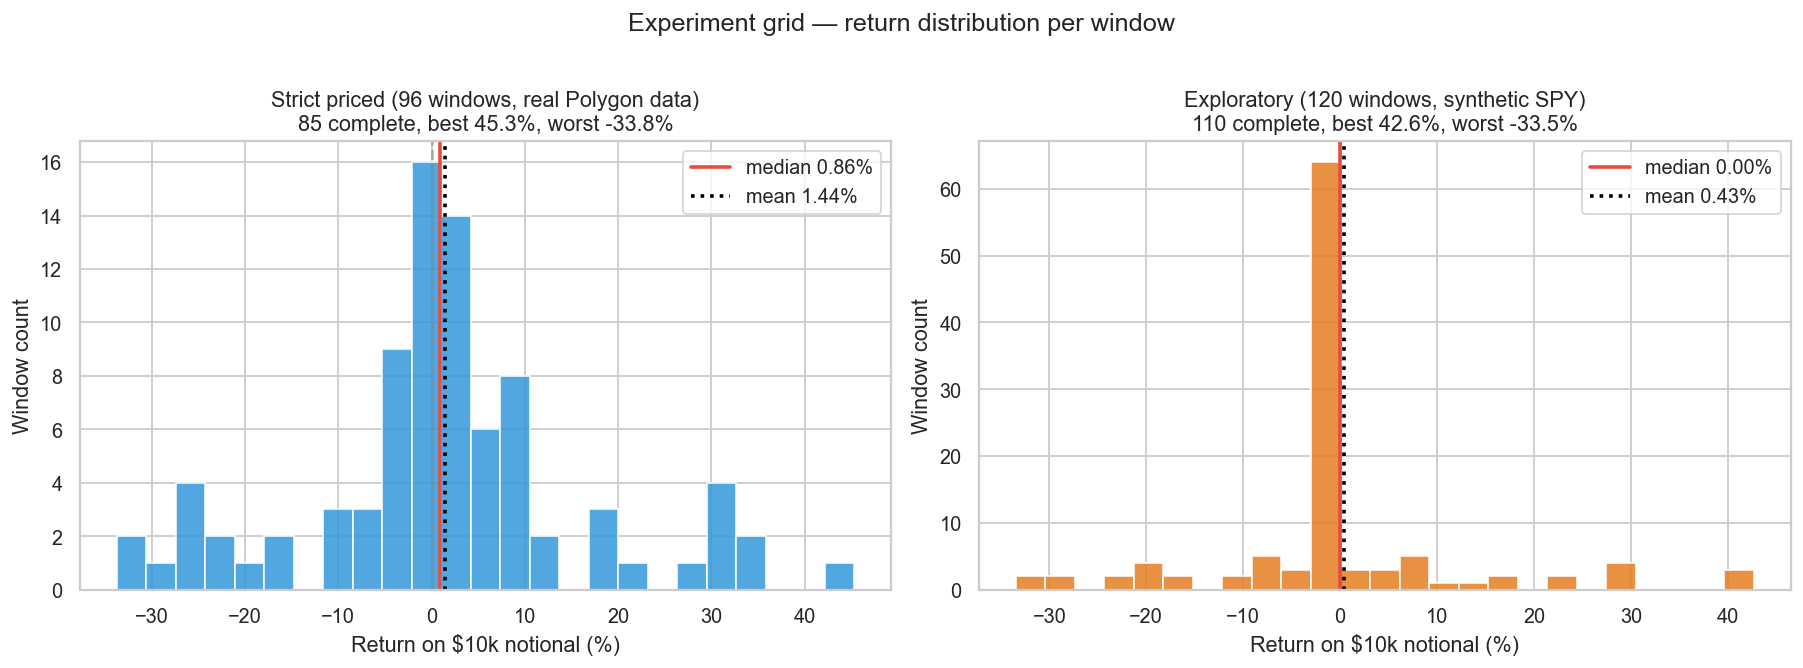 Experiment grid — return distribution per window
Strict priced (96 windows, real Polygon data)
85 complete, best 45.3%, worst -33.8%
16
14
12
10
8
6
4
2
0
Window count
median 0.86%
mean 1.44%
−30
−20
−10
0
10
20
30
40
Return on $10k notional (%)
Exploratory (120 windows, synthetic SPY)
110 complete, best 42.6%, worst -33.5%
60
50
40
30
20
10
0
Window count
median 0.00%
mean 0.43%
−30
−20
−10
0
10
20
30
40
Return on $10k notional (%)